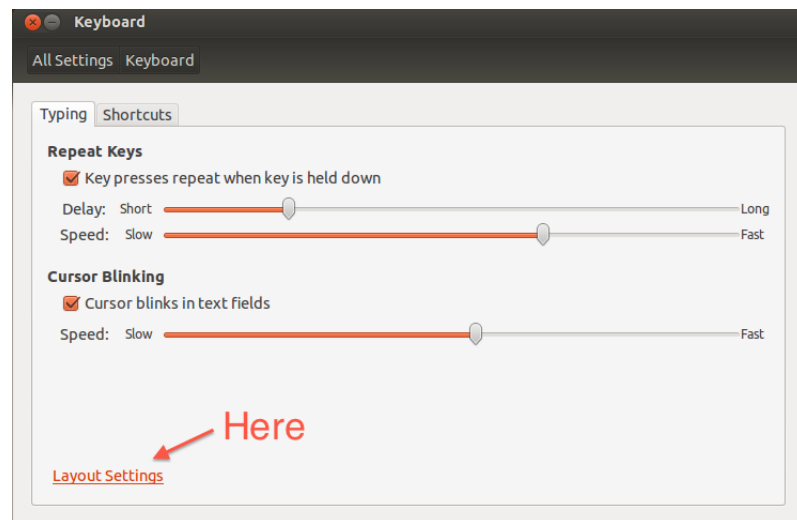 Keyboard
All Settings Keyboard
Typing Shortcuts
Repeat Keys
Key presses repeat when key is held down
Delay: Short Long
Speed: Slow Fast
Cursor Blinking
Cursor blinks in text fields
Speed: Slow Fast
Here
Layout Settings